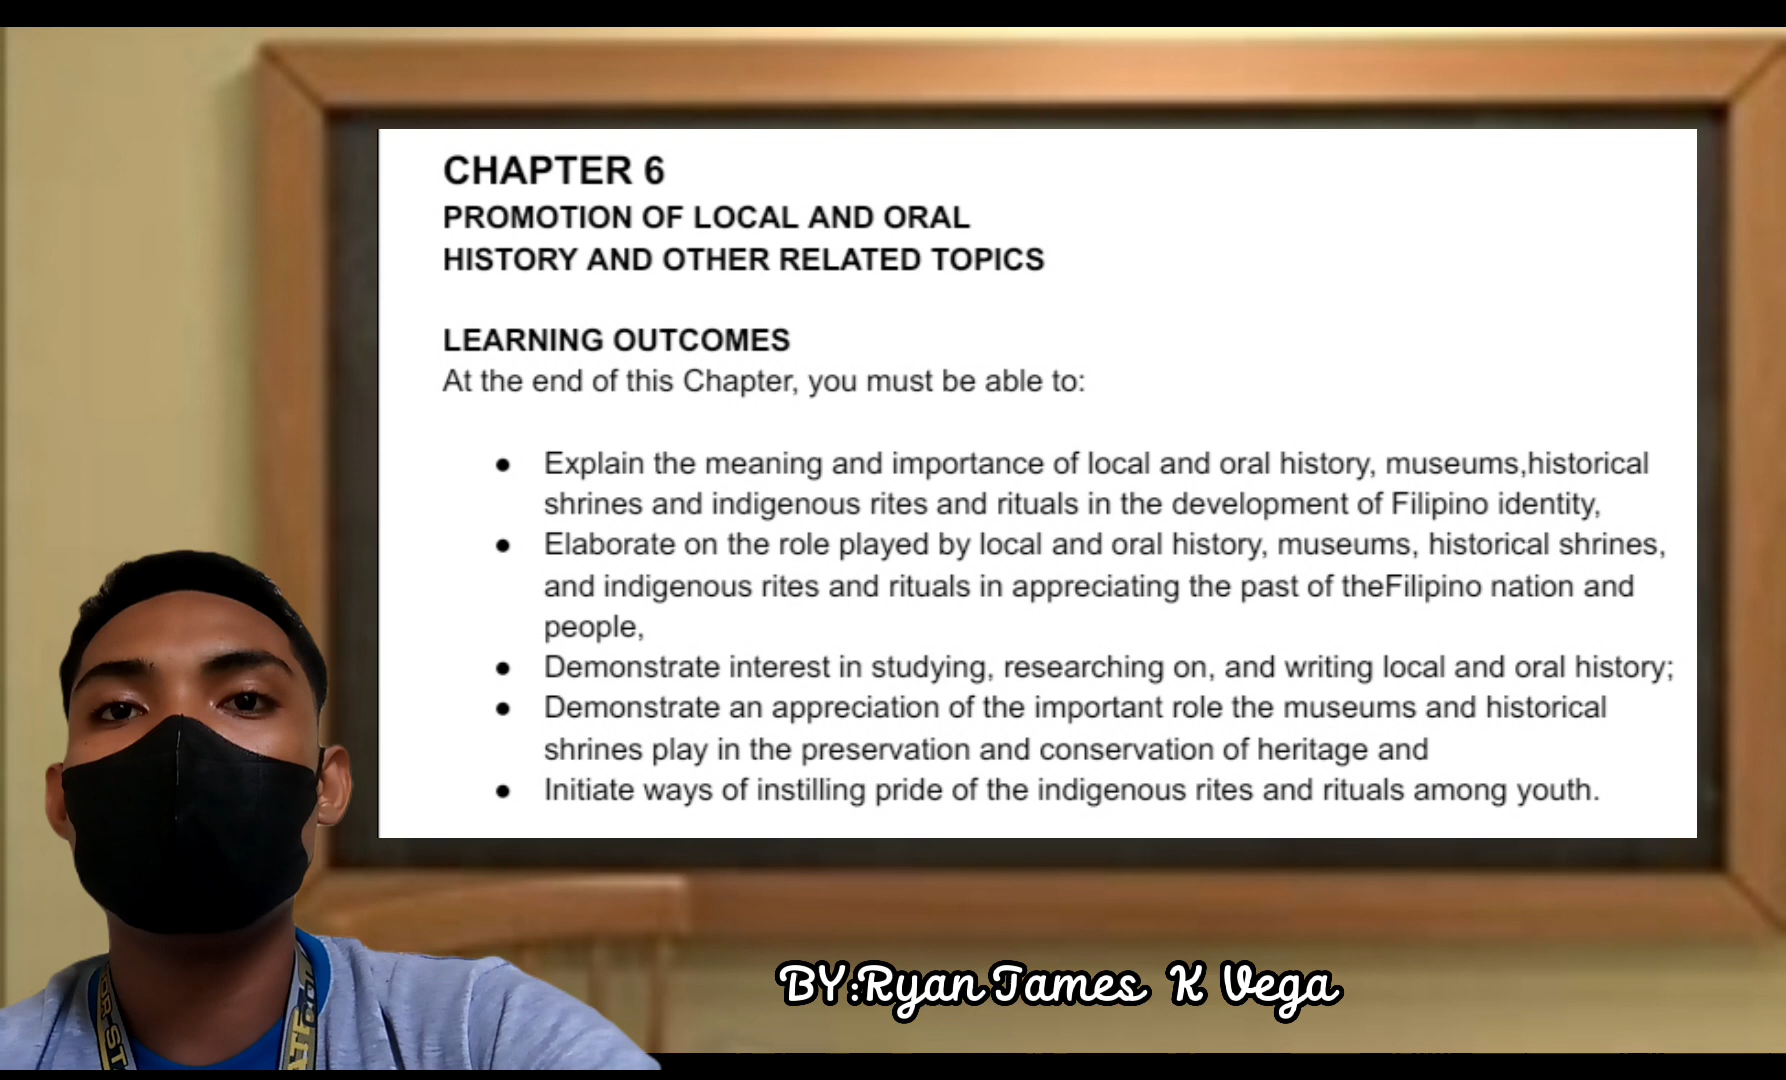 CHAPTER 6
PROMOTION OF LOCAL AND ORAL
HISTORY AND OTHER RELATED TOPICS
LEARNING OUTCOMES
At the end of this Chapter, you must be able to:
● Explain the meaning and importance of local and oral history, museums,historical
shrines and indigenous rites and rituals in the development of Filipino identity,
● Elaborate on the role played by local and oral history, museums, historical shrines,
and indigenous rites and rituals in appreciating the past of theFilipino nation and
people,
● Demonstrate interest in studying, researching on, and writing local and oral history;
● Demonstrate an appreciation of the important role the museums and historical
shrines play in the preservation and conservation of heritage and
● Initiate ways of instilling pride of the indigenous rites and rituals among youth.
BY:Ryan James K Vega